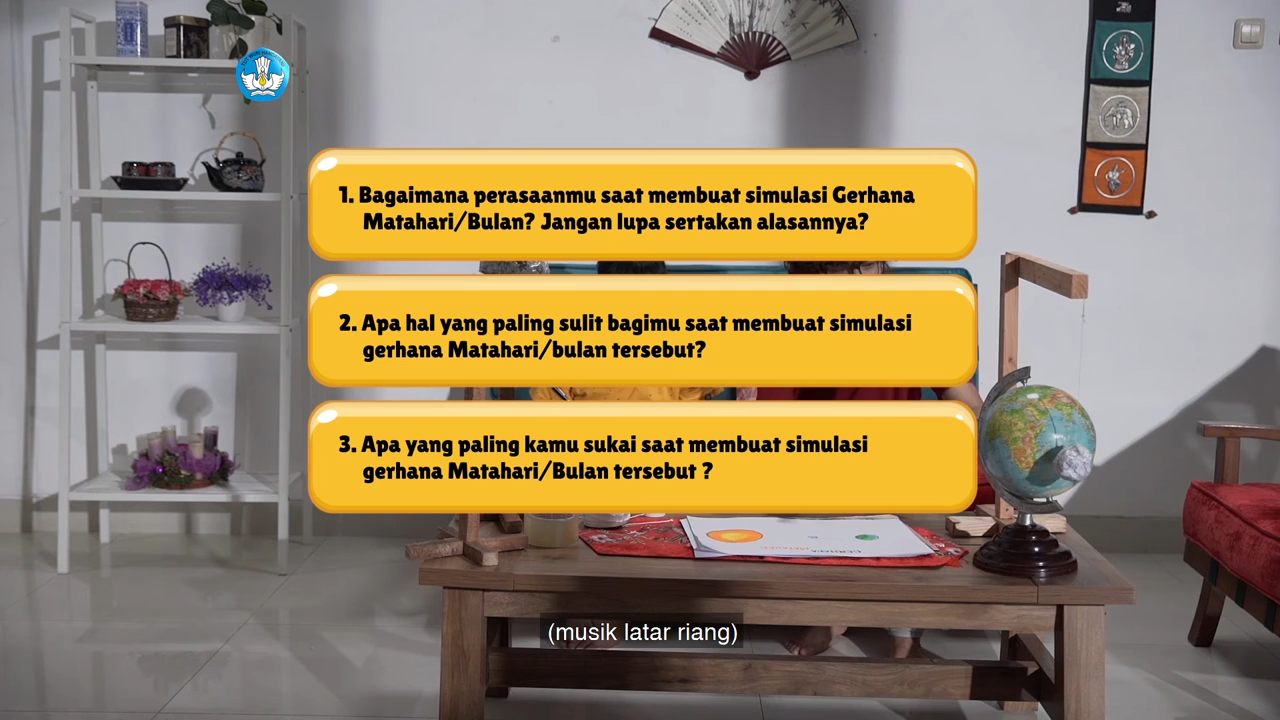 1. Bagaimana perasaanmu saat membuat simulasi Gerhana
Matahari/Bulan? Jangan lupa sertakan alasannya?
2. Apa hal yang paling sulit bagimu saat membuat simulasi
gerhana Matahari/bulan tersebut?
3. Apa yang paling kamu sukai saat membuat simulasi
gerhana Matahari/Bulan tersebut ?
(musik latar riang)